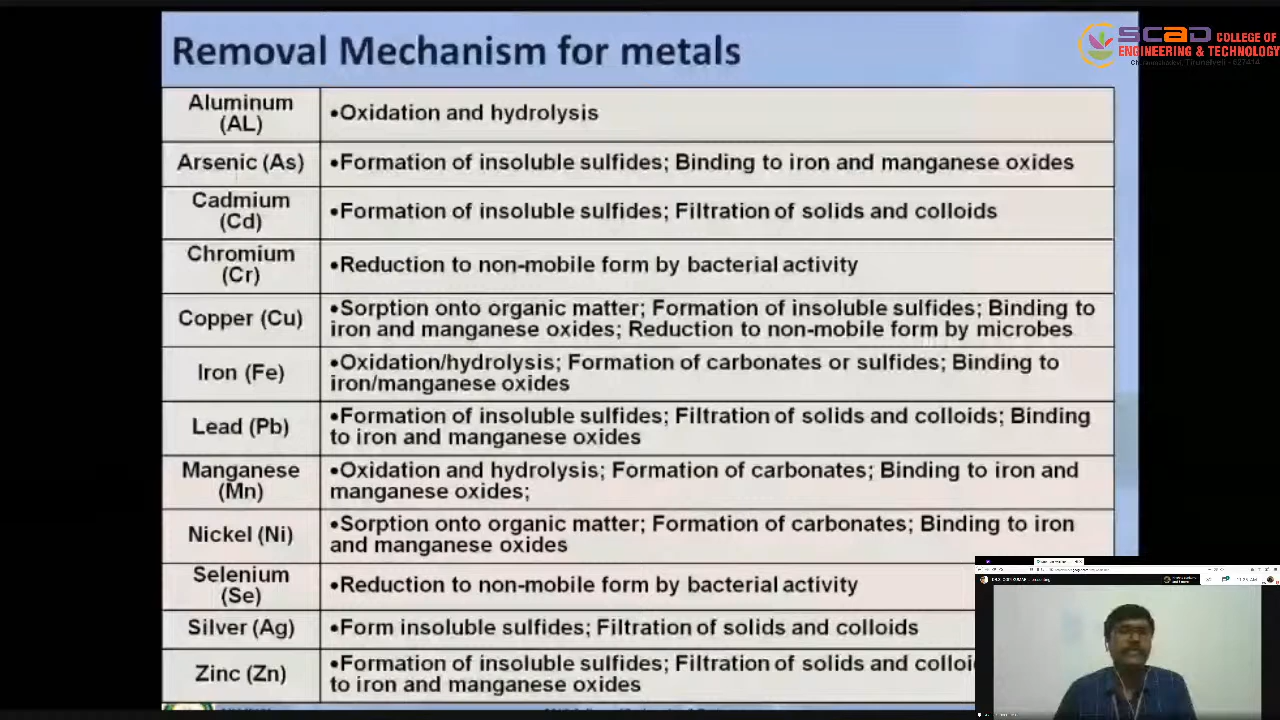 Removal Mechanism for metals
SCAD COLLEGE OF
ENGINEERING & TECHNOLOGY
Cheranmahadevi, Tirunelveli - 627414
Aluminum
(AL)
•Oxidation and hydrolysis
Arsenic (As)
•Formation of insoluble sulfides; Binding to iron and manganese oxides
Cadmium
(Cd)
•Formation of insoluble sulfides; Filtration of solids and colloids
Chromium
(Cr)
•Reduction to non-mobile form by bacterial activity
Copper (Cu)
•Sorption onto organic matter; Formation of insoluble sulfides; Binding to
iron and manganese oxides; Reduction to non-mobile form by microbes
Iron (Fe)
•Oxidation/hydrolysis; Formation of carbonates or sulfides; Binding to
iron/manganese oxides
Lead (Pb)
•Formation of insoluble sulfides; Filtration of solids and colloids; Binding
to iron and manganese oxides
Manganese
(Mn)
•Oxidation and hydrolysis; Formation of carbonates; Binding to iron and
manganese oxides;
Nickel (Ni)
•Sorption onto organic matter; Formation of carbonates; Binding to iron
and manganese oxides
Selenium
(Se)
•Reduction to non-mobile form by bacterial activity
Silver (Ag)
•Form insoluble sulfides; Filtration of solids and colloids
Zinc (Zn)
•Formation of insoluble sulfides; Filtration of solids and
to iron and manganese oxides